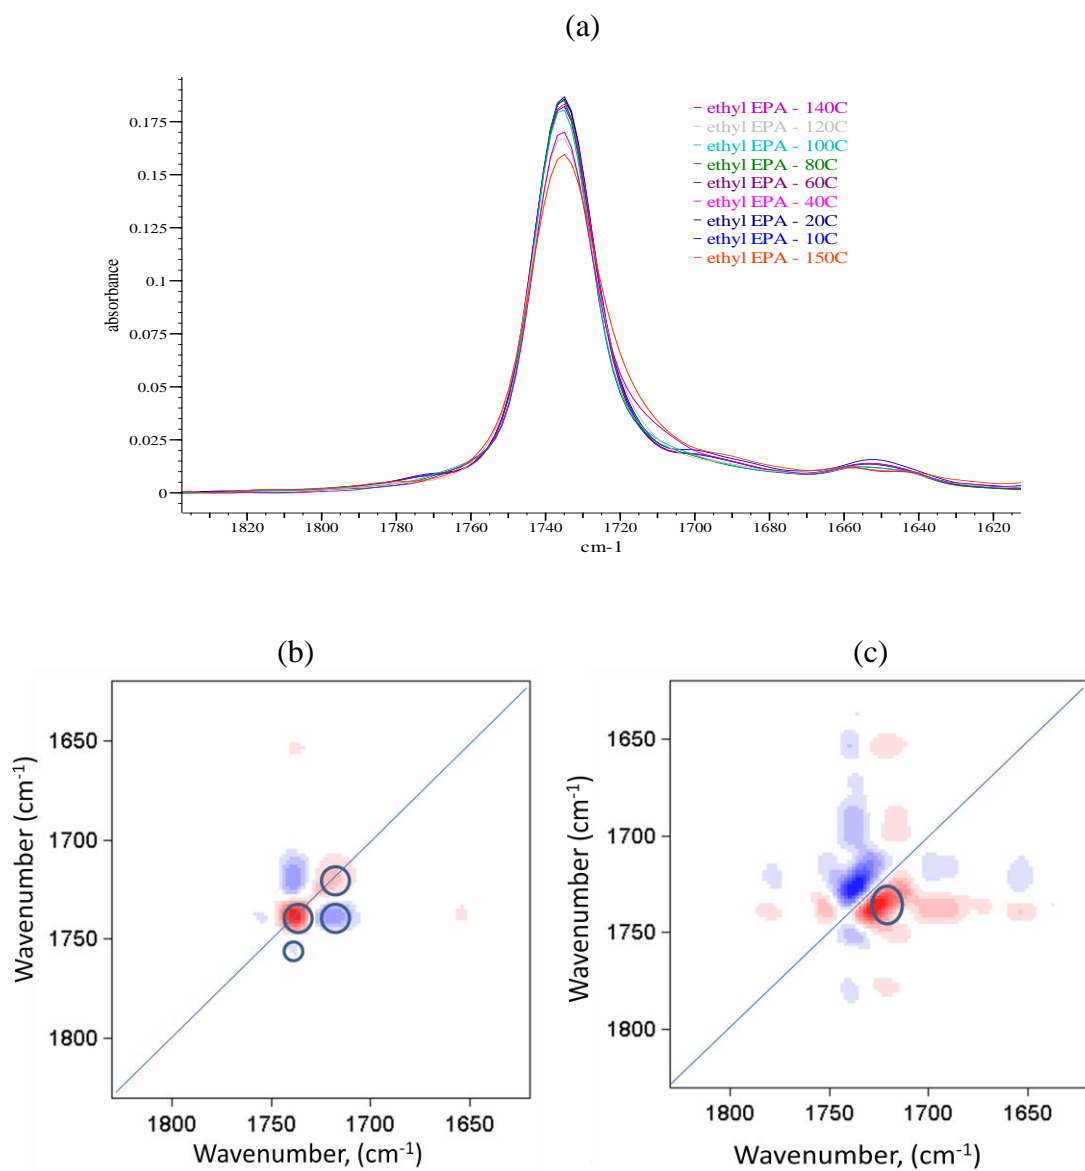 (a)
absorbance
0.175
0.15
0.125
0.1
0.075
0.05
0.025
0
1820 1800 1780 1760 1740 1720 1700 1680 1660 1640 1620
cm-1
ethyl EPA - 140C
ethyl EPA - 120C
ethyl EPA - 100C
ethyl EPA - 80C
ethyl EPA - 60C
ethyl EPA - 40C
ethyl EPA - 20C
ethyl EPA - 10C
ethyl EPA - 150C
(b)
Wavenumber (cm⁻¹)
1650
1700
1750
1800
1800 1750 1700 1650
Wavenumber, (cm⁻¹)
(c)
Wavenumber (cm⁻¹)
1650
1700
1750
1800
1800 1750 1700 1650
Wavenumber, (cm⁻¹)